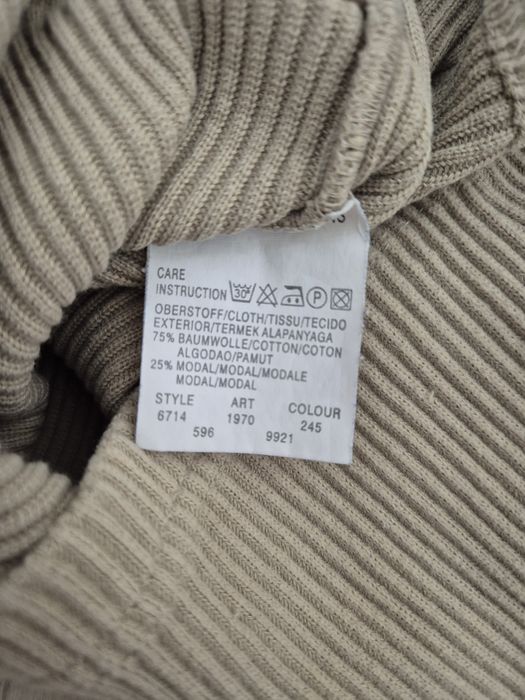 CARE
INSTRUCTION 30° P
OBERSTOFF/CLOTH/TISSU/TECIDO
EXTERIOR/TERMEK ALAPANYAGA
75% BAUMWOLLE/COTTON/COTON
ALGODAO/PAMUT
25% MODAL/MODAL/MODALE
MODAL/MODAL
STYLE ART COLOUR
6714 1970 245
596 9921